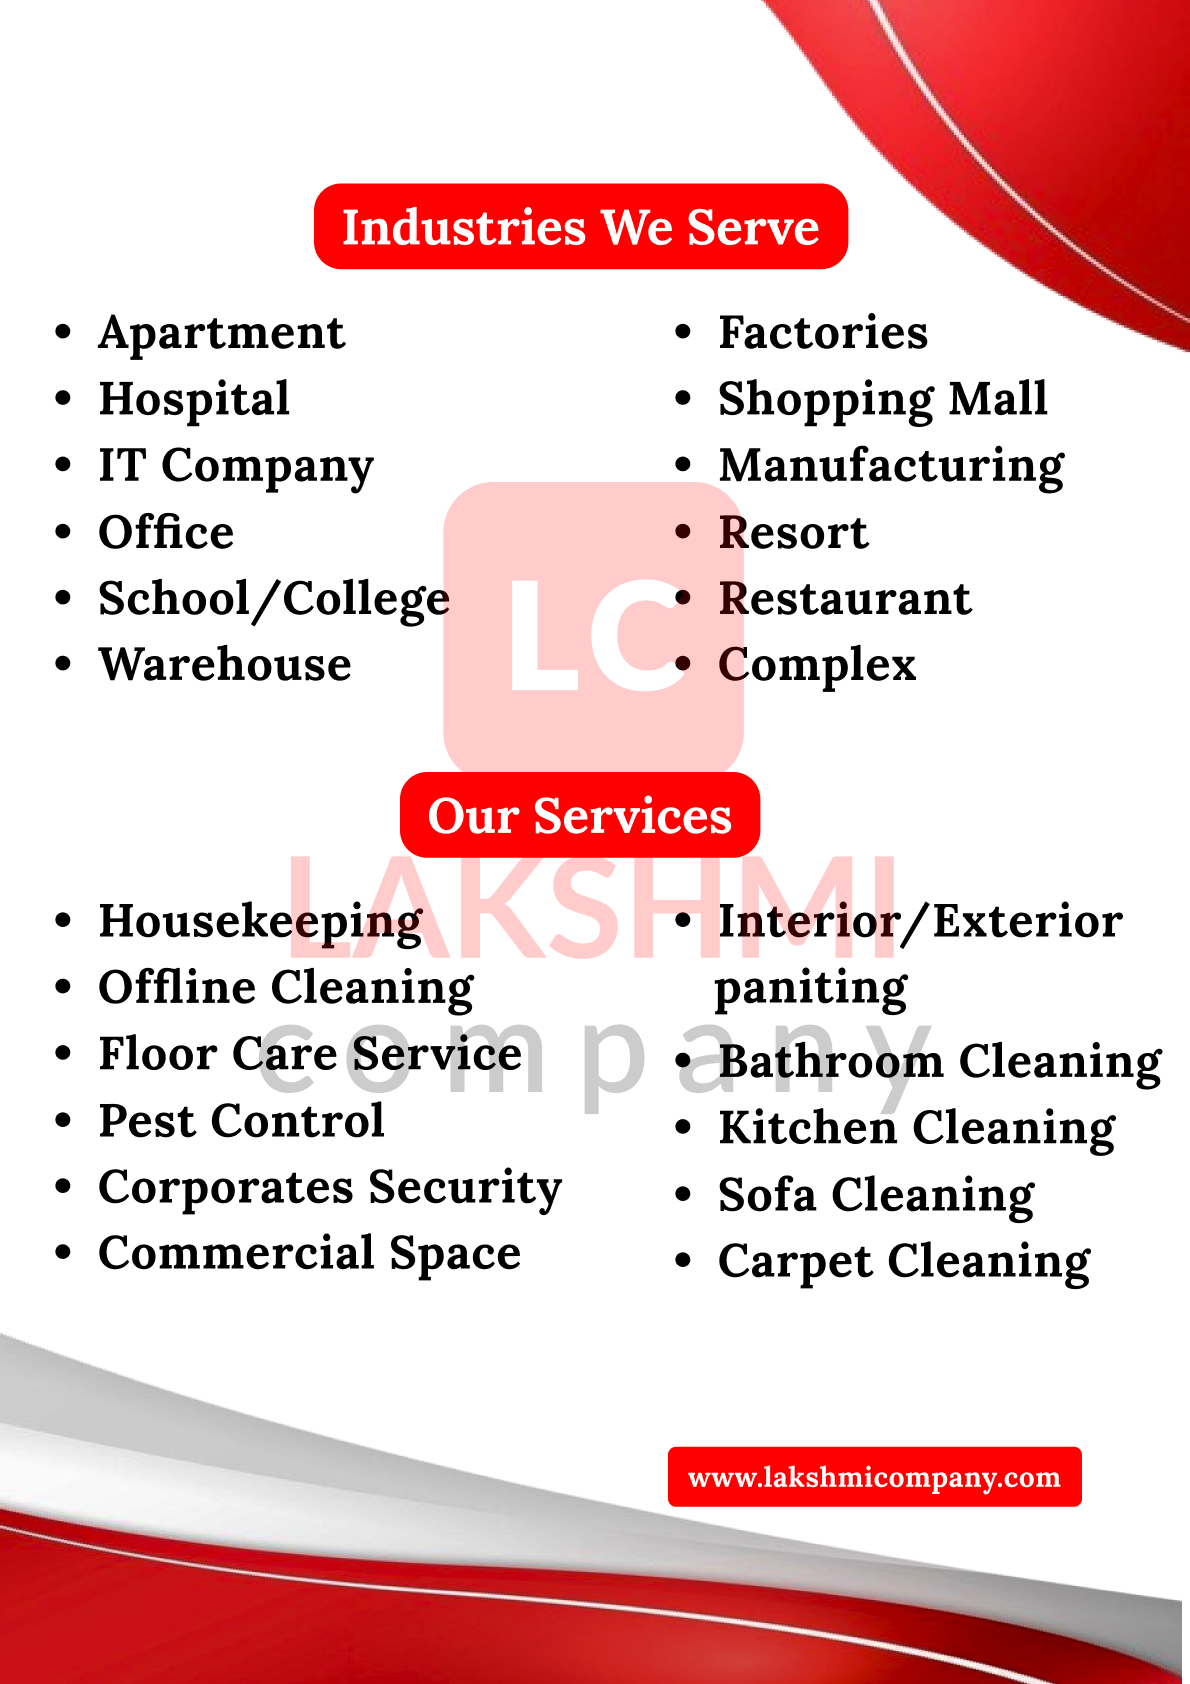 Industries We Serve
• Apartment
• Hospital
• IT Company
• Office
• School/College
• Warehouse
• Factories
• Shopping Mall
• Manufacturing
• Resort
• Restaurant
• Complex
LC
Our Services
LAKSHMI
company
• Housekeeping
• Offline Cleaning
• Floor Care Service
• Pest Control
• Corporates Security
• Commercial Space
• Interior/Exterior
paniting
• Bathroom Cleaning
• Kitchen Cleaning
• Sofa Cleaning
• Carpet Cleaning
www.lakshmicompany.com